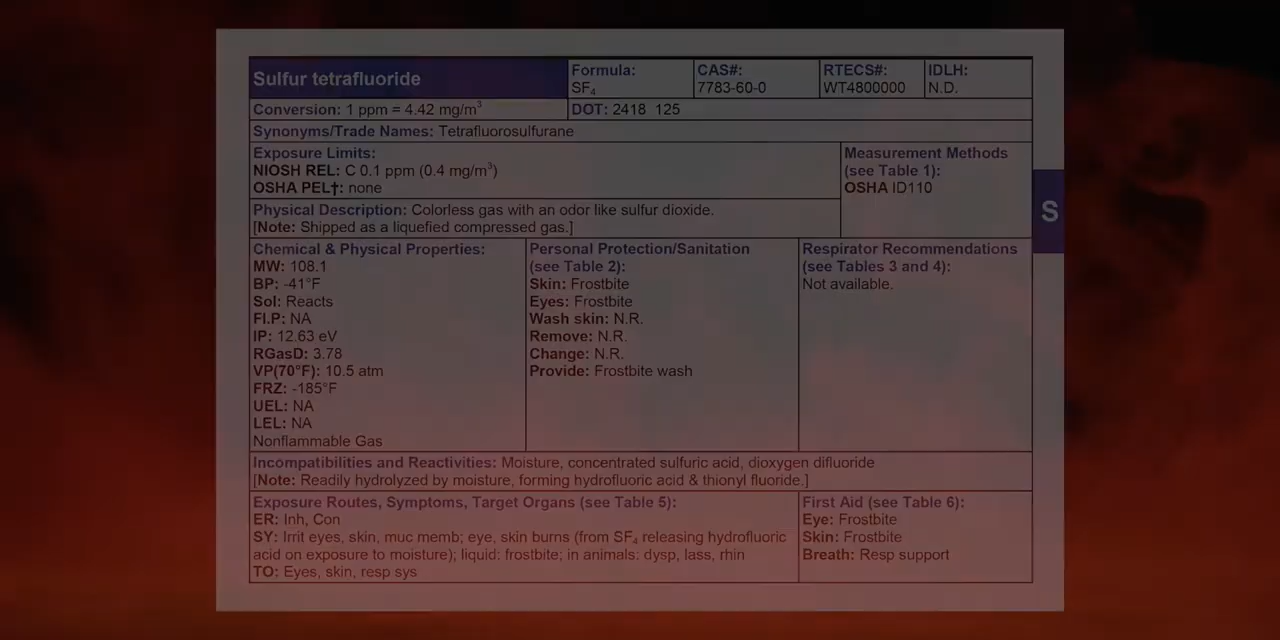 Sulfur tetrafluoride
Formula:
SF₄
CAS#:
7783-60-0
RTECS#:
WT4800000
IDLH:
N.D.
Conversion: 1 ppm = 4.42 mg/m³
DOT: 2418 125
Synonyms/Trade Names: Tetrafluorosulfurane
Exposure Limits:
NIOSH REL: C 0.1 ppm (0.4 mg/m³)
OSHA PEL†: none
Measurement Methods
(see Table 1):
OSHA ID110
Physical Description: Colorless gas with an odor like sulfur dioxide.
[Note: Shipped as a liquefied compressed gas.]
S
Chemical & Physical Properties:
MW: 108.1
BP: -41°F
Sol: Reacts
Fl.P: NA
IP: 12.63 eV
RGasD: 3.78
VP(70°F): 10.5 atm
FRZ: -185°F
UEL: NA
LEL: NA
Nonflammable Gas
Personal Protection/Sanitation
(see Table 2):
Skin: Frostbite
Eyes: Frostbite
Wash skin: N.R.
Remove: N.R.
Change: N.R.
Provide: Frostbite wash
Respirator Recommendations
(see Tables 3 and 4):
Not available.
Incompatibilities and Reactivities: Moisture, concentrated sulfuric acid, dioxygen difluoride
[Note: Readily hydrolyzed by moisture, forming hydrofluoric acid & thionyl fluoride.]
Exposure Routes, Symptoms, Target Organs (see Table 5):
ER: Inh, Con
SY: Irrit eyes, skin, muc memb; eye, skin burns (from SF₄ releasing hydrofluoric
acid on exposure to moisture); liquid: frostbite; in animals: dysp, lass, rhin
TO: Eyes, skin, resp sys
First Aid (see Table 6):
Eye: Frostbite
Skin: Frostbite
Breath: Resp support